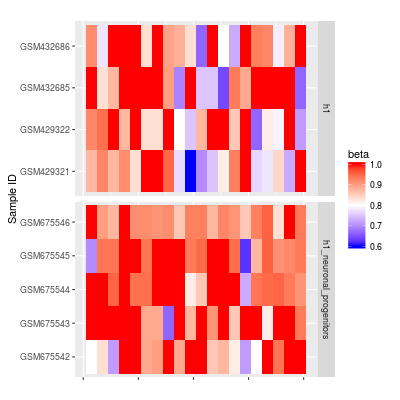 GSM432686
GSM432685
GSM429322
GSM429321
h1
Sample ID
GSM675546
GSM675545
GSM675544
GSM675543
GSM675542
h1_neuronal_progenitors
beta
1.0
0.9
0.8
0.7
0.6